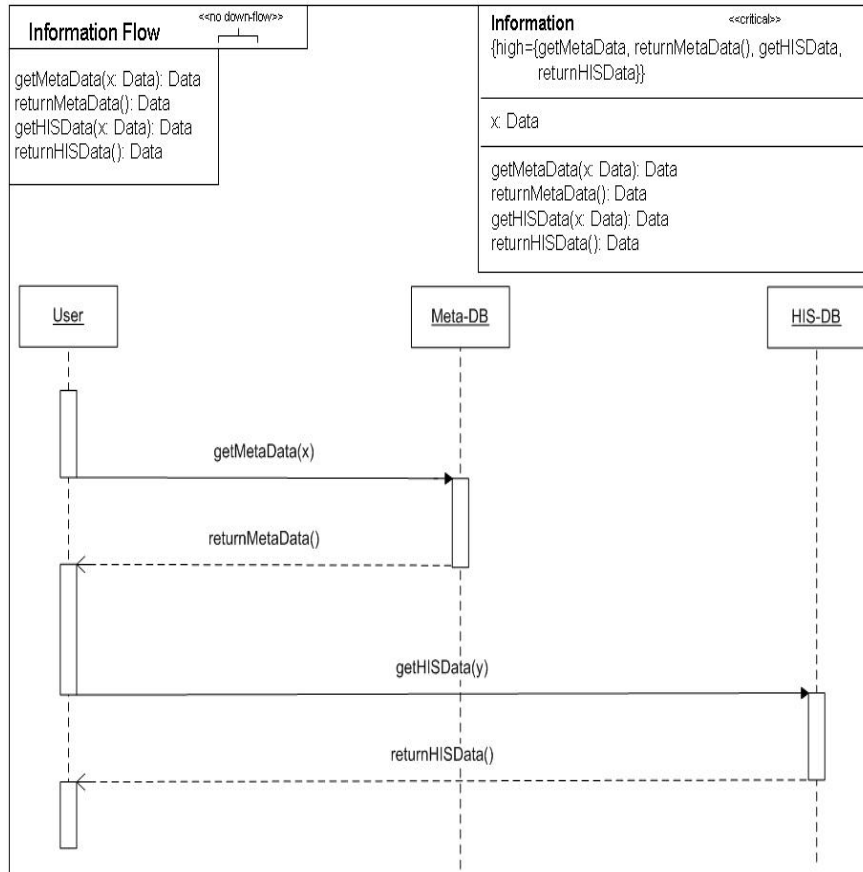 Information Flow
<<no down-flow>>
getMetaData(x: Data): Data
returnMetaData(): Data
getHISData(x: Data): Data
returnHISData(): Data
Information
<<critical>>
{high={getMetaData, returnMetaData(), getHISData,
returnHISData}}
x: Data
getMetaData(x: Data): Data
returnMetaData(): Data
getHISData(x: Data): Data
returnHISData(): Data
User
Meta-DB
HIS-DB
getMetaData(x)
returnMetaData()
getHISData(y)
returnHISData()